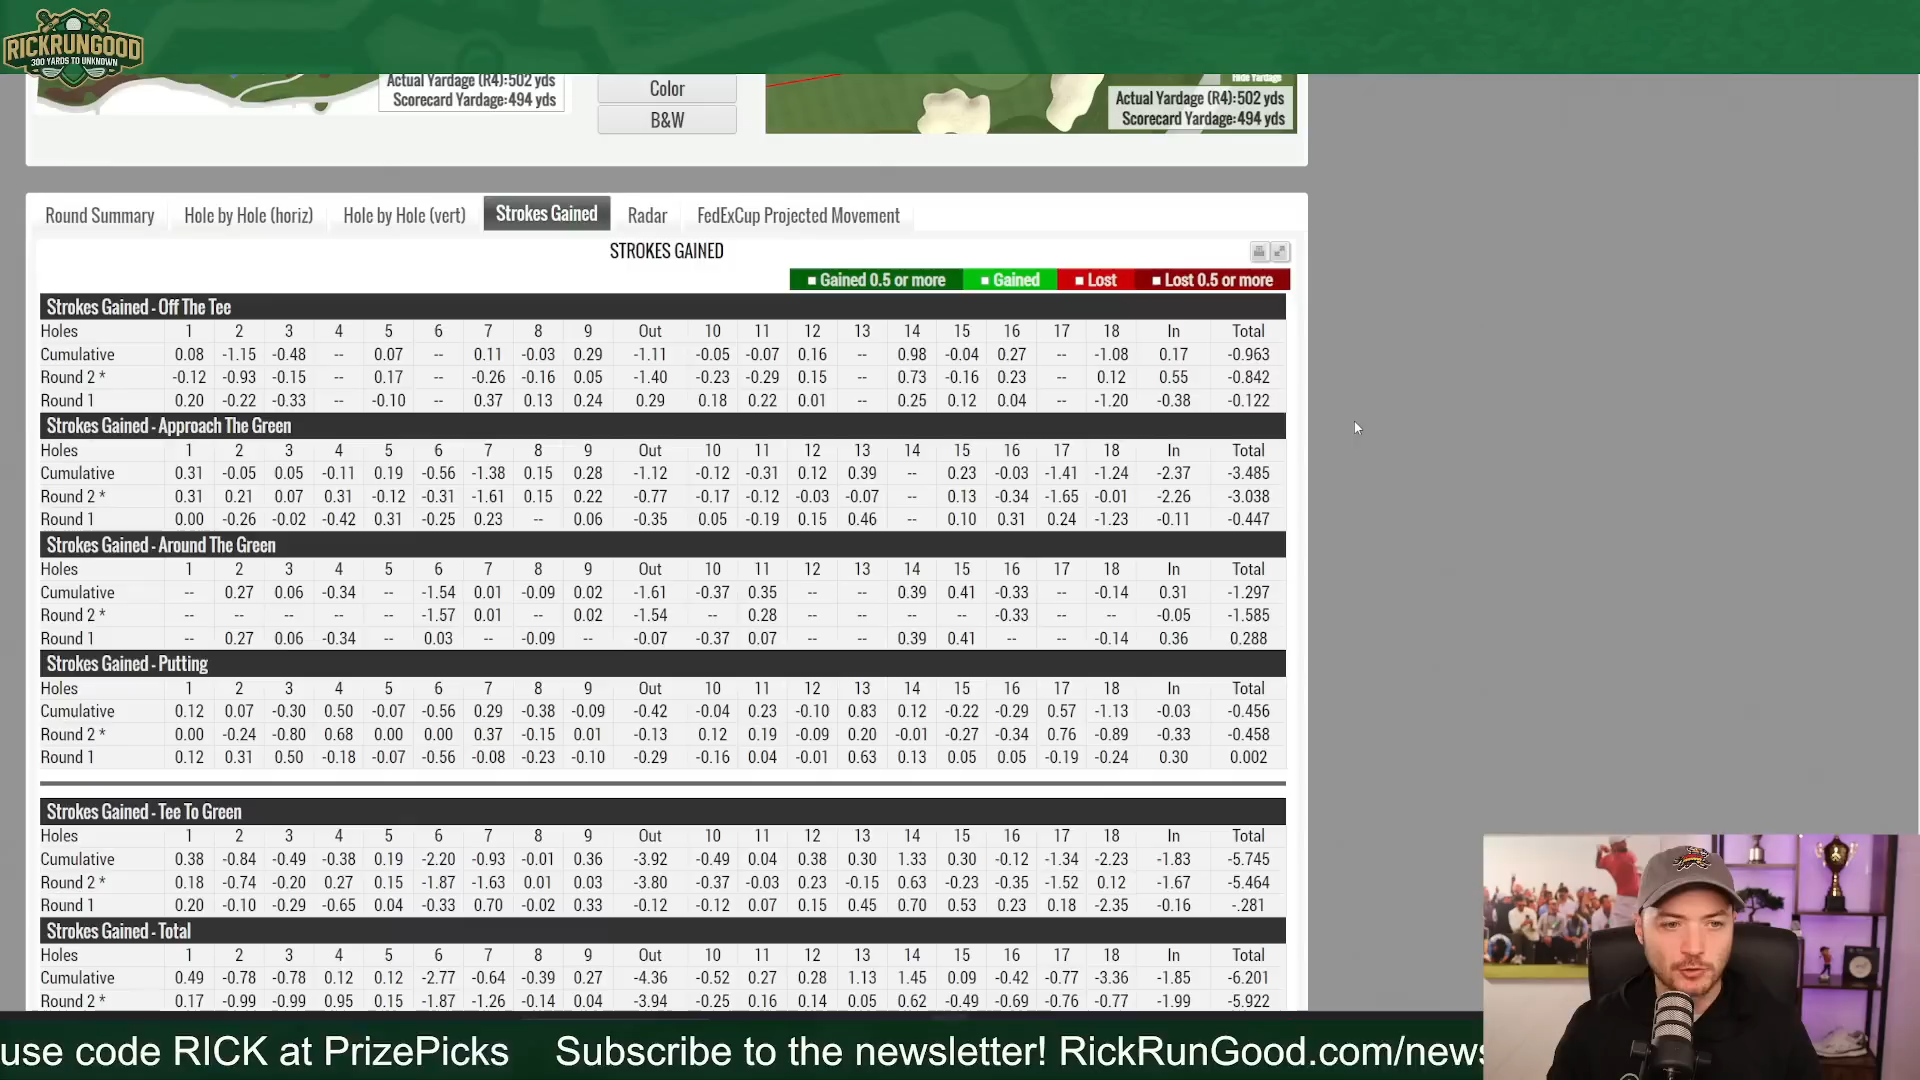 RICKRUNGOOD
300 YARDS TO UNKNOWN
Actual Yardage (R4):502 yds
Scorecard Yardage:494 yds
Color
B&W
Hide Yardage
Actual Yardage (R4):502 yds
Scorecard Yardage:494 yds
Round Summary Hole by Hole (horiz) Hole by Hole (vert) Strokes Gained Radar FedExCup Projected Movement
STROKES GAINED
Gained 0.5 or more Gained Lost Lost 0.5 or more
Strokes Gained - Off The Tee
Holes 1 2 3 4 5 6 7 8 9 Out 10 11 12 13 14 15 16 17 18 In Total
Cumulative 0.08 -1.15 -0.48 -- 0.07 -- 0.11 -0.03 0.29 -1.11 -0.05 -0.07 0.16 -- 0.98 -0.04 0.27 -- -1.08 0.17 -0.963
Round 2 * -0.12 -0.93 -0.15 -- 0.17 -- -0.26 -0.16 0.05 -1.40 -0.23 -0.29 0.15 -- 0.73 -0.16 0.23 -- 0.12 0.55 -0.842
Round 1 0.20 -0.22 -0.33 -- -0.10 -- 0.37 0.13 0.24 0.29 0.18 0.22 0.01 -- 0.25 0.12 0.04 -- -1.20 -0.38 -0.122
Strokes Gained - Approach The Green
Holes 1 2 3 4 5 6 7 8 9 Out 10 11 12 13 14 15 16 17 18 In Total
Cumulative 0.31 -0.05 0.05 -0.11 0.19 -0.56 -1.38 0.15 0.28 -1.12 -0.12 -0.31 0.12 0.39 -- 0.23 -0.03 -1.41 -1.24 -2.37 -3.485
Round 2 * 0.31 0.21 0.07 0.31 -0.12 -0.31 -1.61 0.15 0.22 -0.77 -0.17 -0.12 -0.03 -0.07 -- 0.13 -0.34 -1.65 -0.01 -2.26 -3.038
Round 1 0.00 -0.26 -0.02 -0.42 0.31 -0.25 0.23 -- 0.06 -0.35 0.05 -0.19 0.15 0.46 -- 0.10 0.31 0.24 -1.23 -0.11 -0.447
Strokes Gained - Around The Green
Holes 1 2 3 4 5 6 7 8 9 Out 10 11 12 13 14 15 16 17 18 In Total
Cumulative -- 0.27 0.06 -0.34 -- -1.54 0.01 -0.09 0.02 -1.61 -0.37 0.35 -- -- 0.39 0.41 -0.33 -- -0.14 0.31 -1.297
Round 2 * -- -- -- -- -- -1.57 0.01 -- 0.02 -1.54 -- 0.28 -- -- -- -- -0.33 -- -- -0.05 -1.585
Round 1 -- 0.27 0.06 -0.34 -- 0.03 -- -0.09 -- -0.07 -0.37 0.07 -- -- 0.39 0.41 -- -- -0.14 0.36 0.288
Strokes Gained - Putting
Holes 1 2 3 4 5 6 7 8 9 Out 10 11 12 13 14 15 16 17 18 In Total
Cumulative 0.12 0.07 -0.30 0.50 -0.07 -0.56 0.29 -0.38 -0.09 -0.42 -0.04 0.23 -0.10 0.83 0.12 -0.22 -0.29 0.57 -1.13 -0.03 -0.456
Round 2 * 0.00 -0.24 -0.80 0.68 0.00 0.00 0.37 -0.15 0.01 -0.13 0.12 0.19 -0.09 0.20 -0.01 -0.27 -0.34 0.76 -0.89 -0.33 -0.458
Round 1 0.12 0.31 0.50 -0.18 -0.07 -0.56 -0.08 -0.23 -0.10 -0.29 -0.16 0.04 -0.01 0.63 0.13 0.05 0.05 -0.19 -0.24 0.30 0.002
Strokes Gained - Tee To Green
Holes 1 2 3 4 5 6 7 8 9 Out 10 11 12 13 14 15 16 17 18 In Total
Cumulative 0.38 -0.84 -0.49 -0.38 0.19 -2.20 -0.93 -0.01 0.36 -3.92 -0.49 0.04 0.38 0.30 1.33 0.30 -0.12 -1.34 -2.23 -1.83 -5.745
Round 2 * 0.18 -0.74 -0.20 0.27 0.15 -1.87 -1.63 0.01 0.03 -3.80 -0.37 -0.03 0.23 -0.15 0.63 -0.23 -0.35 -1.52 0.12 -1.67 -5.464
Round 1 0.20 -0.10 -0.29 -0.65 0.04 -0.33 0.70 -0.02 0.33 -0.12 -0.12 0.07 0.15 0.45 0.70 0.53 0.23 0.18 -2.35 -0.16 -.281
Strokes Gained - Total
Holes 1 2 3 4 5 6 7 8 9 Out 10 11 12 13 14 15 16 17 18 In Total
Cumulative 0.49 -0.78 -0.78 0.12 0.12 -2.77 -0.64 -0.39 0.27 -4.36 -0.52 0.27 0.28 1.13 1.45 0.09 -0.42 -0.77 -3.36 -1.85 -6.201
Round 2 * 0.17 -0.99 -0.99 0.95 0.15 -1.87 -1.26 -0.14 0.04 -3.94 -0.25 0.16 0.14 0.05 0.62 -0.49 -0.69 -0.76 -0.77 -1.99 -5.922
use code RICK at PrizePicks Subscribe to the newsletter! RickRunGood.com/news